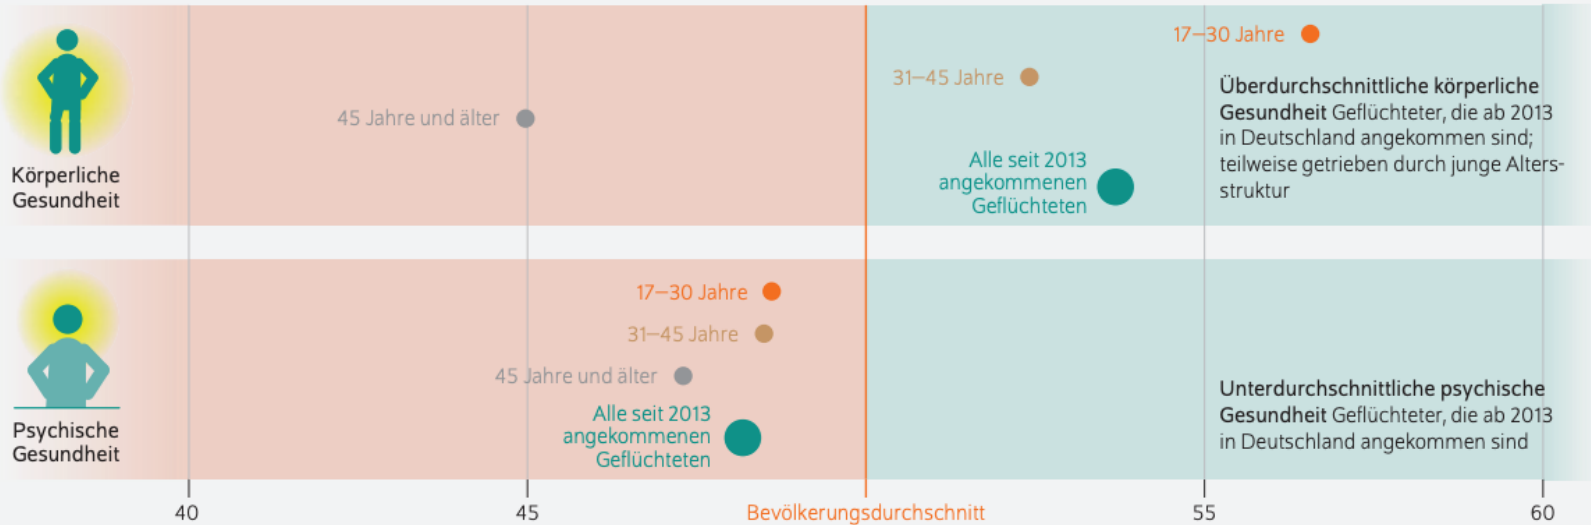 17–30 Jahre
31–45 Jahre
45 Jahre und älter
Alle seit 2013
angekommenen
Geflüchteten
Überdurchschnittliche körperliche
Gesundheit Geflüchteter, die ab 2013
in Deutschland angekommen sind;
teilweise getrieben durch junge Alters-
struktur
Körperliche
Gesundheit
17–30 Jahre
31–45 Jahre
45 Jahre und älter
Alle seit 2013
angekommenen
Geflüchteten
Unterdurchschnittliche psychische
Gesundheit Geflüchteter, die ab 2013
in Deutschland angekommen sind
Psychische
Gesundheit
40 45 Bevölkerungsdurchschnitt 55 60